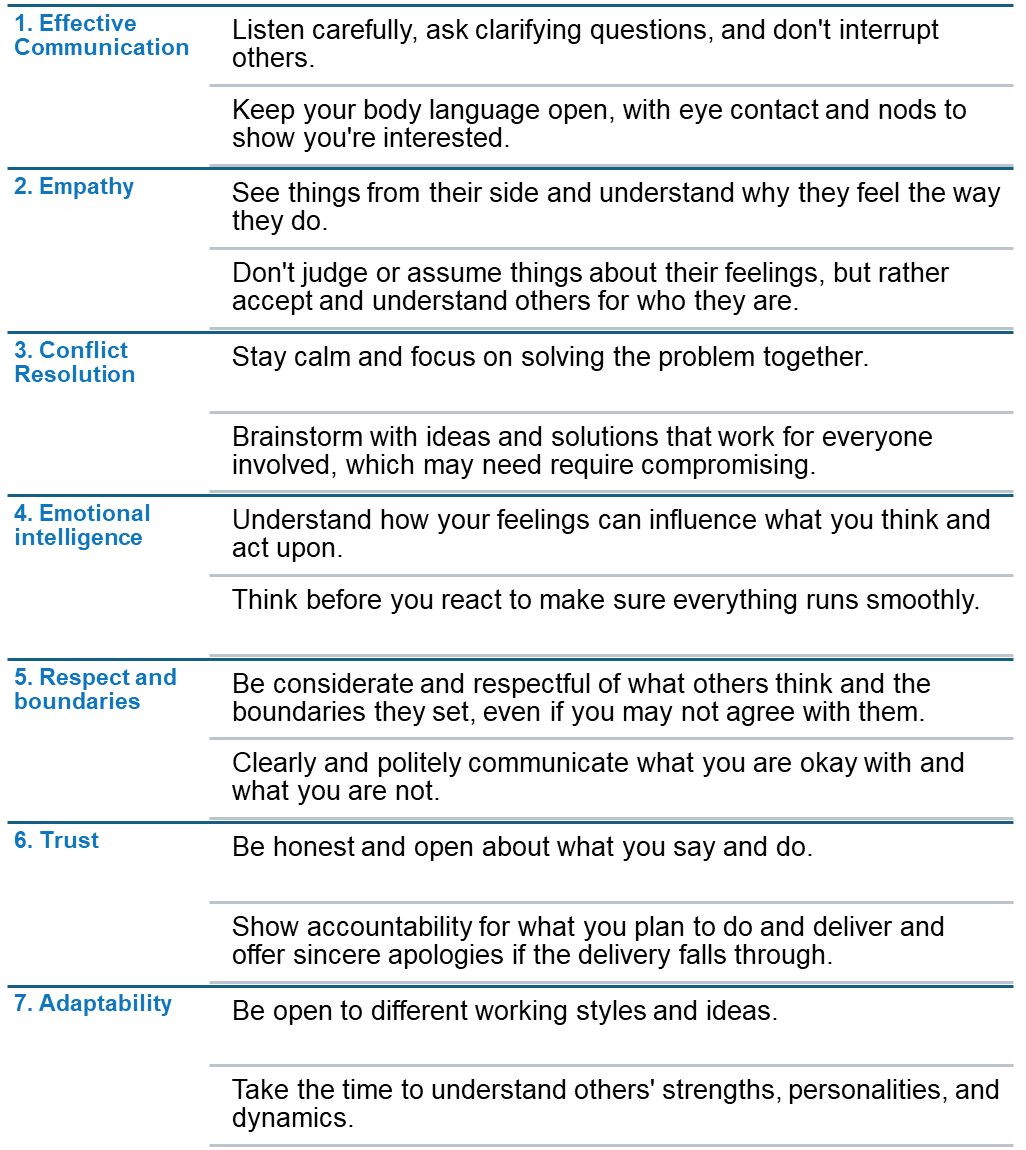 1. Effective
Communication
Listen carefully, ask clarifying questions, and don't interrupt
others.
Keep your body language open, with eye contact and nods to
show you're interested.
2. Empathy
See things from their side and understand why they feel the way
they do.
Don't judge or assume things about their feelings, but rather
accept and understand others for who they are.
3. Conflict
Resolution
Stay calm and focus on solving the problem together.
Brainstorm with ideas and solutions that work for everyone
involved, which may need require compromising.
4. Emotional
intelligence
Understand how your feelings can influence what you think and
act upon.
Think before you react to make sure everything runs smoothly.
5. Respect and
boundaries
Be considerate and respectful of what others think and the
boundaries they set, even if you may not agree with them.
Clearly and politely communicate what you are okay with and
what you are not.
6. Trust
Be honest and open about what you say and do.
Show accountability for what you plan to do and deliver and
offer sincere apologies if the delivery falls through.
7. Adaptability
Be open to different working styles and ideas.
Take the time to understand others' strengths, personalities, and
dynamics.